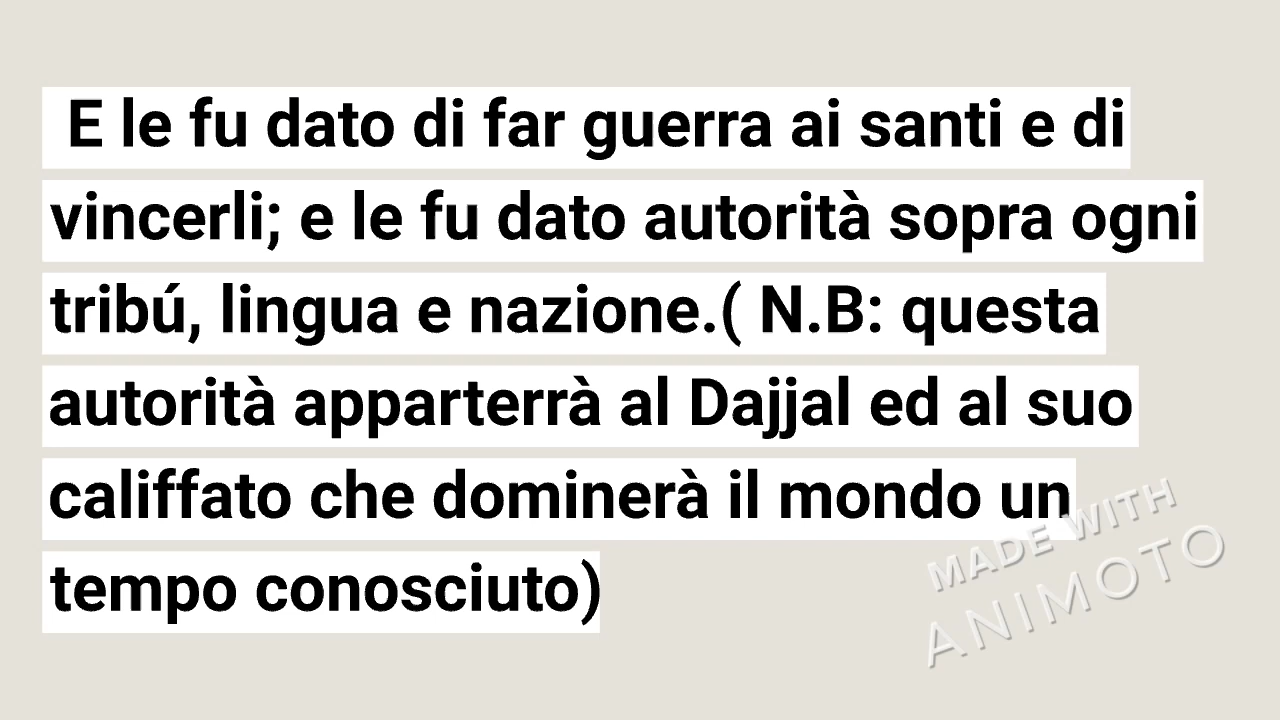 E le fu dato di far guerra ai santi e di
vincerli; e le fu dato autorità sopra ogni
tribú, lingua e nazione.( N.B: questa
autorità apparterrà al Dajjal ed al suo
califfato che dominerà il mondo un
tempo conosciuto)
MADE WITH
ANIMOTO